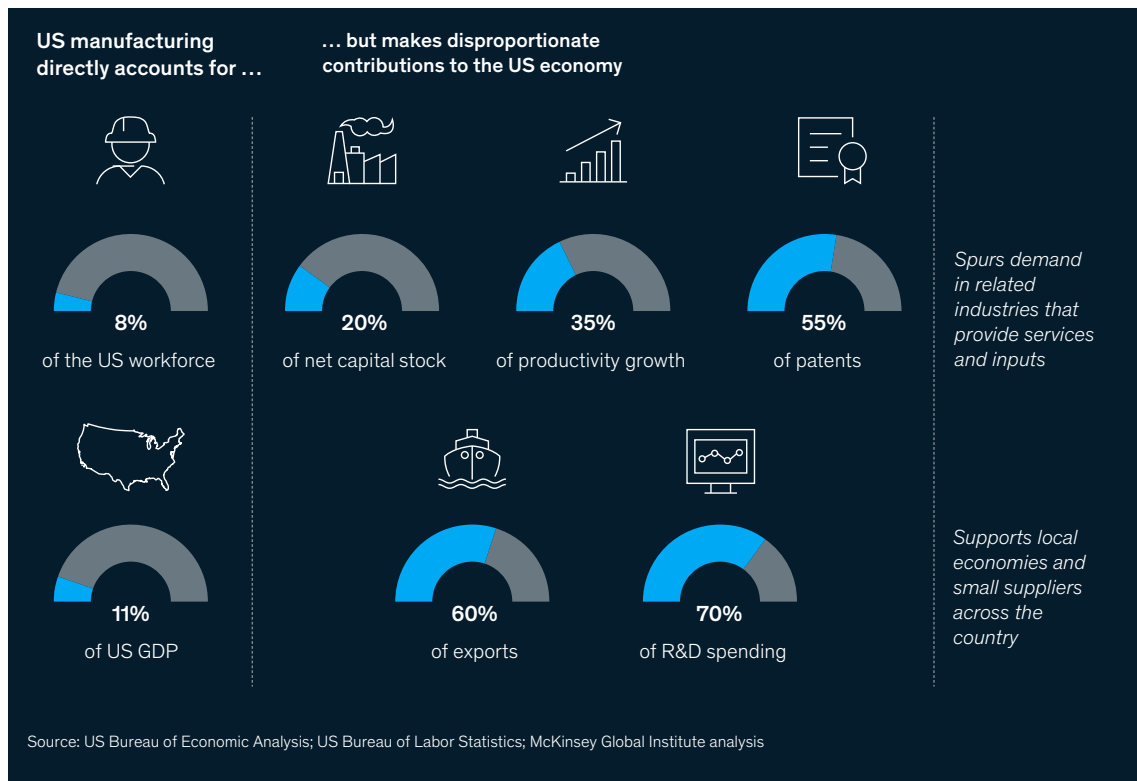 US manufacturing
directly accounts for …
… but makes disproportionate
contributions to the US economy
8%
of the US workforce
20%
of net capital stock
35%
of productivity growth
55%
of patents
Spurs demand
in related
industries that
provide services
and inputs
11%
of US GDP
60%
of exports
70%
of R&D spending
Supports local
economies and
small suppliers
across the
country
Source: US Bureau of Economic Analysis; US Bureau of Labor Statistics; McKinsey Global Institute analysis